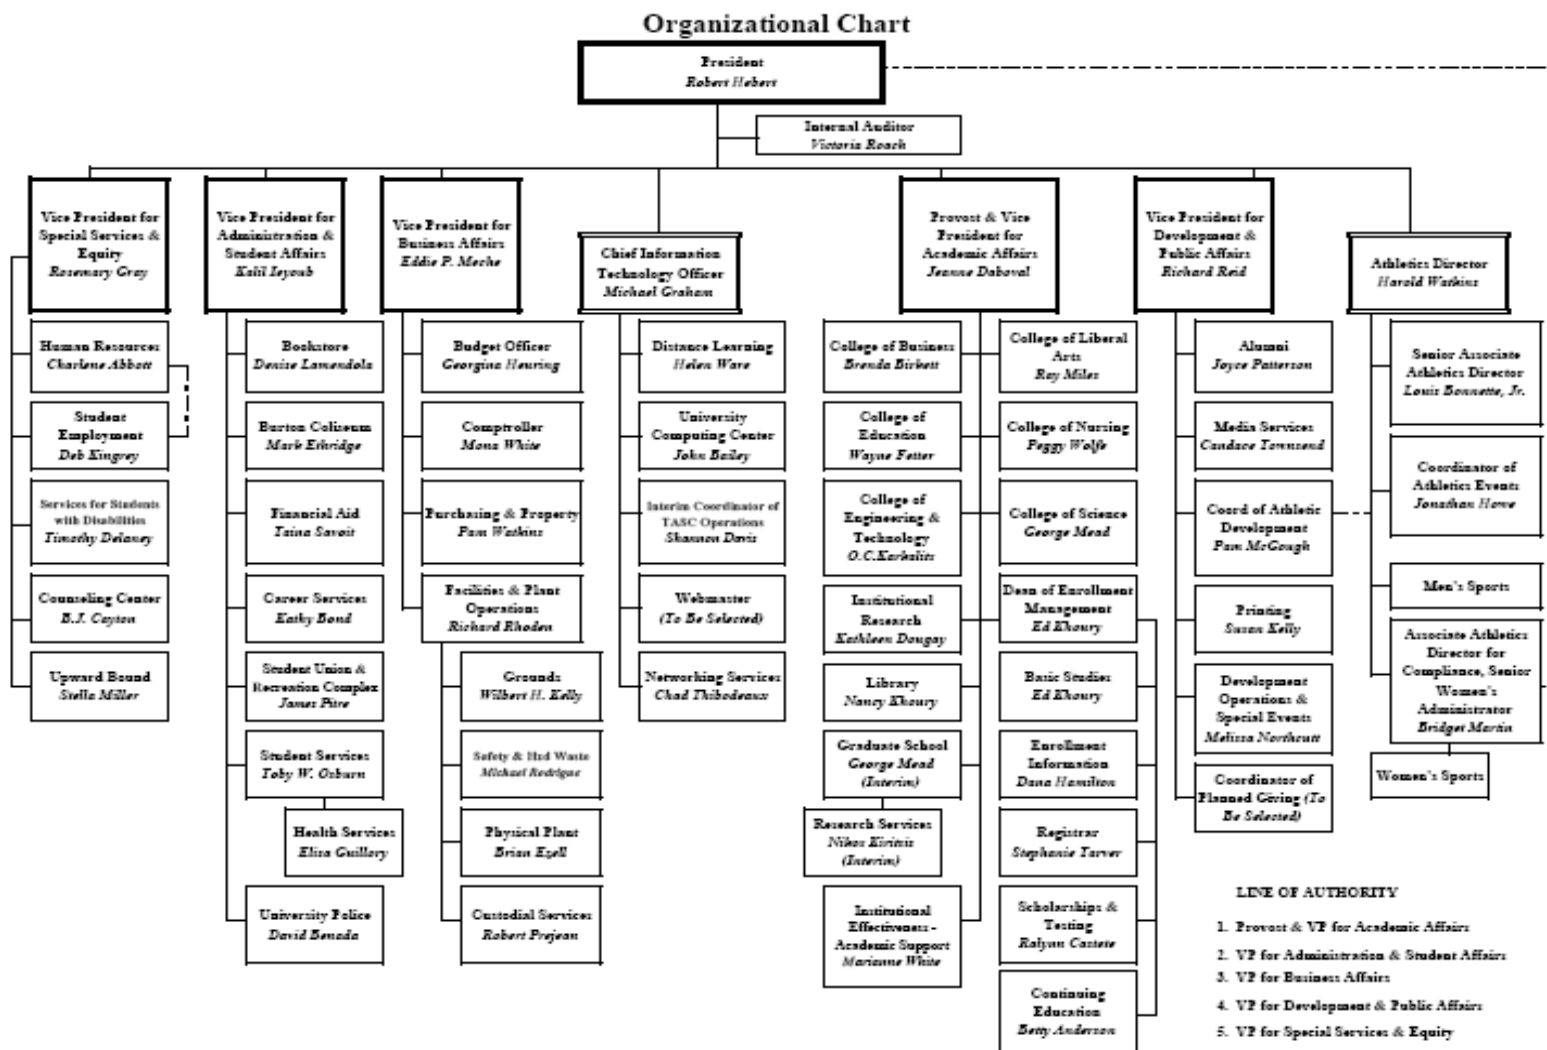 Organizational Chart
President
Robert Hebert
Internal Auditor
Victoria Roach
Vice President for
Special Services &
Equity
Rosemary Gray
Vice President for
Administration &
Student Affairs
Kalil Ieyoub
Vice President for
Business Affairs
Eddie P. Meche
Chief Information
Technology Officer
Michael Graham
Provost & Vice
President for
Academic Affairs
Jeanne Daboval
Vice President for
Development &
Public Affairs
Richard Reid
Athletics Director
Harold Watkins
Human Resources
Charlene Abbott
Student
Employment
Deb Kingrey
Services for Students
with Disabilities
Timothy Delaney
Counseling Center
B.J. Cayton
Upward Bound
Stella Miller
Bookstore
Denise Lamendola
Burton Coliseum
Mark Ethridge
Financial Aid
Taina Savoit
Career Services
Kathy Bond
Student Union &
Recreation Complex
James Pitre
Student Services
Toby W. Osburn
Health Services
Elisa Guillory
University Police
David Benada
Budget Officer
Georgina Heuring
Comptroller
Mona White
Purchasing & Property
Pam Watkins
Facilities & Plant
Operations
Richard Rhoden
Grounds
Wilbert H. Kelly
Safety & Hzd Waste
Michael Rodrigue
Physical Plant
Brian Ezell
Custodial Services
Robert Prejean
Distance Learning
Helen Ware
University
Computing Center
John Bailey
Interim Coordinator of
TASC Operations
Shannon Davis
Webmaster
(To Be Selected)
Networking Services
Chad Thibodeaux
College of Business
Brenda Birkett
College of
Education
Wayne Fetter
College of
Engineering &
Technology
O.C.Karkalits
Institutional
Research
Kathleen Dougay
Library
Nancy Khoury
Graduate School
George Mead
(Interim)
Research Services
Nikos Kiritsis
(Interim)
Institutional
Effectiveness -
Academic Support
Marianne White
College of Liberal
Arts
Ray Miles
College of Nursing
Peggy Wolfe
College of Science
George Mead
Dean of Enrollment
Management
Ed Khoury
Basic Studies
Ed Khoury
Enrollment
Information
Dana Hamilton
Registrar
Stephanie Tarver
Scholarships &
Testing
Ralynn Castete
Continuing
Education
Betty Anderson
Alumni
Joyce Patterson
Media Services
Candace Townsend
Coord of Athletic
Development
Pam McGough
Printing
Susan Kelly
Development
Operations &
Special Events
Melissa Northcutt
Coordinator of
Planned Giving (To
Be Selected)
Senior Associate
Athletics Director
Louis Bonnette, Jr.
Coordinator of
Athletics Events
Jonathan Howe
Men's Sports
Associate Athletics
Director for
Compliance, Senior
Women's
Administrator
Bridget Martin
Women's Sports
LINE OF AUTHORITY
1. Provost & VP for Academic Affairs
2. VP for Administration & Student Affairs
3. VP for Business Affairs
4. VP for Development & Public Affairs
5. VP for Special Services & Equity